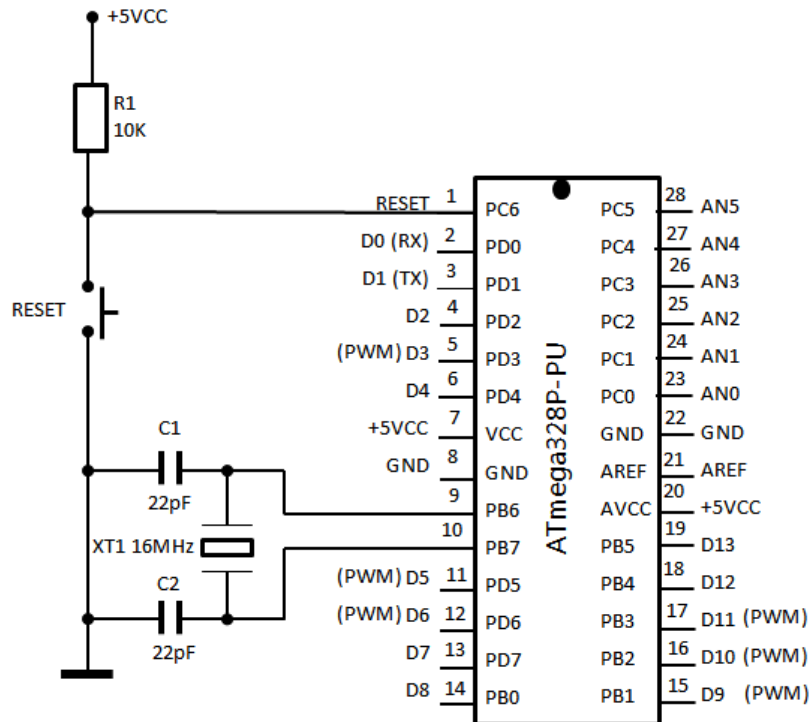 +5VCC
R1
10K
RESET 1 PC6 PC5 28 AN5
D0 (RX) 2 PD0 PC4 27 AN4
D1 (TX) 3 PD1 PC3 26 AN3
RESET
D2 4 PD2 PC2 25 AN2
(PWM) D3 5 PD3 PC1 24 AN1
D4 6 PD4 PC0 23 AN0
+5VCC 7 VCC GND 22 GND
GND 8 GND AREF 21 AREF
9 PB6 AVCC 20 +5VCC
10 PB7 PB5 19 D13
(PWM) D5 11 PD5 PB4 18 D12
(PWM) D6 12 PD6 PB3 17 D11 (PWM)
D7 13 PD7 PB2 16 D10 (PWM)
D8 14 PB0 PB1 15 D9 (PWM)
ATmega328P-PU
C1
22pF
XT1 16MHz
C2
22pF